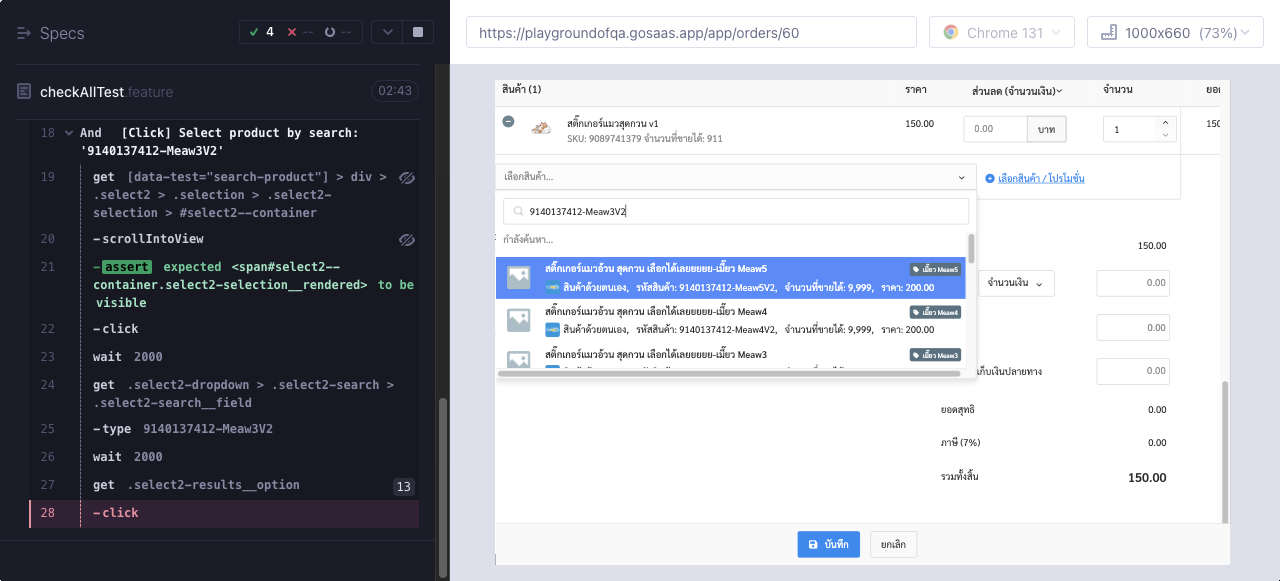 Specs
4 -- --
checkAllTest.feature
02:43
18 And [Click] Select product by search: '9140137412-Meaw3V2'
19 get [data-test="search-product"] > div > .select2 > .selection > .select2-selection > #select2--container
20 -scrollIntoView
21 -assert expected <span#select2--container.select2-selection__rendered> to be visible
22 -click
23 wait 2000
24 get .select2-dropdown > .select2-search > .select2-search__field
25 -type 9140137412-Meaw3V2
26 wait 2000
27 get .select2-results__option 13
28 -click
https://playgroundofqa.gosaas.app/app/orders/60
Chrome 131
1000x660 (73%)
สินค้า (1) ราคา ส่วนลด (จำนวนเงิน) จำนวน
สติ๊กเกอร์แมวสุดกวน v1 150.00 0.00 บาท 1
SKU: 9089741379 จำนวนที่ขายได้: 911
เลือกสินค้า...
เลือกสินค้า / โปรโมชั่น
9140137412-Meaw3V2
กำลังค้นหา...
150.00
สติ๊กเกอร์แมวอ้วน สุดกวน เลือกได้เลยยยยย-เมี้ยว Meaw5 เมี้ยว Meaw5
สินค้าด้วยตนเอง, รหัสสินค้า: 9140137412-Meaw5V2, จำนวนที่ขายได้: 9,999, ราคา: 200.00
จำนวนเงิน 0.00
สติ๊กเกอร์แมวอ้วน สุดกวน เลือกได้เลยยยยย-เมี้ยว Meaw4 เมี้ยว Meaw4
สินค้าด้วยตนเอง, รหัสสินค้า: 9140137412-Meaw4V2, จำนวนที่ขายได้: 9,999, ราคา: 200.00
0.00
สติ๊กเกอร์แมวอ้วน สุดกวน เลือกได้เลยยยยย-เมี้ยว Meaw3 เมี้ยว Meaw3
เก็บเงินปลายทาง 0.00
ยอดสุทธิ 0.00
ภาษี (7%) 0.00
รวมทั้งสิ้น 150.00
บันทึก ยกเลิก